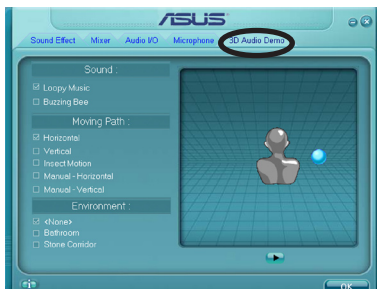 ASUS
Sound Effect Mixer Audio I/O Microphone 3D Audio Demo
Sound :
Loopy Music
Buzzing Bee
Moving Path :
Horizontal
Vertical
Insect Motion
Manual - Horizontal
Manual - Vertical
Environment :
<None>
Bathroom
Stone Corridor
i
OK